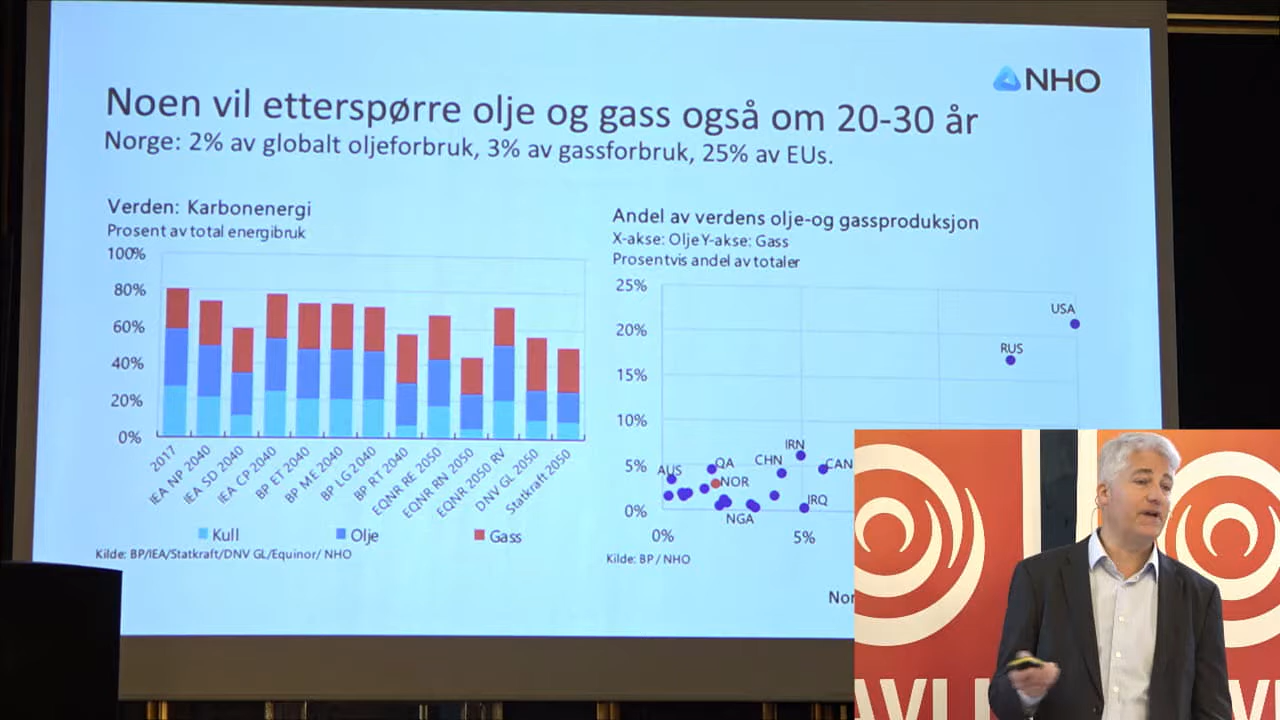 NHO
Noen vil etterspørre olje og gass også om 20-30 år
Norge: 2% av globalt oljeforbruk, 3% av gassforbruk, 25% av EUs.
Verden: Karbonenergi
Prosent av total energibruk
100%
80%
60%
40%
20%
0%
2017
IEA NP 2040
IEA SD 2040
IEA CP 2040
BP ET 2040
BP ME 2040
BP LG 2040
BP RT 2040
EQNR RE 2050
EQNR RN 2050
EQNR 2050 RV
DNV GL 2050
Statkraft 2050
Kull Olje Gass
Kilde: BP/IEA/Statkraft/DNV GL/Equinor/ NHO
Andel av verdens olje-og gassproduksjon
X-akse: Olje Y-akse: Gass
Prosentvis andel av totaler
25%
20%
15%
10%
5%
0%
USA
RUS
IRN
AUS
QA
CHN
CAN
NOR
IRQ
NGA
0%
5%
Kilde: BP / NHO
Nor